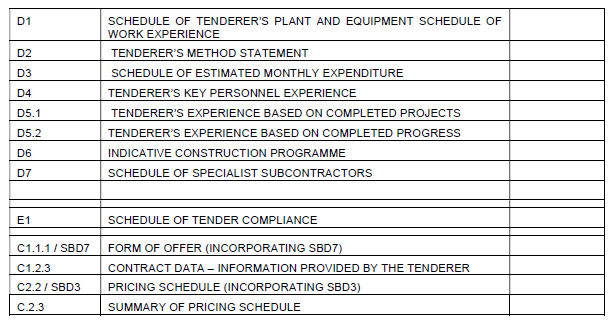 D1 SCHEDULE OF TENDERER'S PLANT AND EQUIPMENT SCHEDULE OF
WORK EXPERIENCE
D2 TENDERER'S METHOD STATEMENT
D3 SCHEDULE OF ESTIMATED MONTHLY EXPENDITURE
D4 TENDERER'S KEY PERSONNEL EXPERIENCE
D5.1 TENDERER'S EXPERIENCE BASED ON COMPLETED PROJECTS
D5.2 TENDERER'S EXPERIENCE BASED ON COMPLETED PROGRESS
D6 INDICATIVE CONSTRUCTION PROGRAMME
D7 SCHEDULE OF SPECIALIST SUBCONTRACTORS
E1 SCHEDULE OF TENDER COMPLIANCE
C1.1.1 / SBD7 FORM OF OFFER (INCORPORATING SBD7)
C1.2.3 CONTRACT DATA – INFORMATION PROVIDED BY THE TENDERER
C2.2 / SBD3 PRICING SCHEDULE (INCORPORATING SBD3)
C.2.3 SUMMARY OF PRICING SCHEDULE